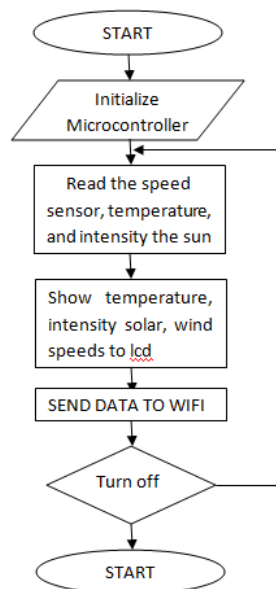 START
Initialize
Microcontroller
Read the speed
sensor, temperature,
and intensity the sun
Show temperature,
intensity solar, wind
speeds to lcd
SEND DATA TO WIFI
Turn off
START